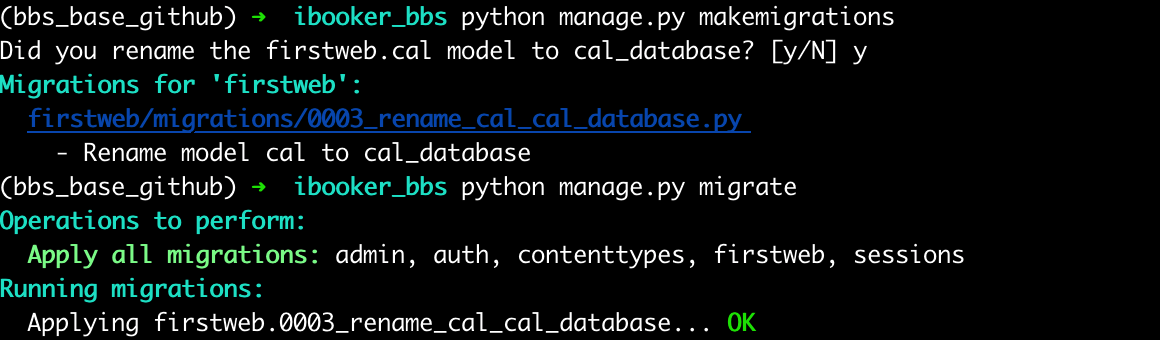 (bbs_base_github) ➜ ibooker_bbs python manage.py makemigrations
Did you rename the firstweb.cal model to cal_database? [y/N] y
Migrations for 'firstweb':
firstweb/migrations/0003_rename_cal_cal_database.py
- Rename model cal to cal_database
(bbs_base_github) ➜ ibooker_bbs python manage.py migrate
Operations to perform:
Apply all migrations: admin, auth, contenttypes, firstweb, sessions
Running migrations:
Applying firstweb.0003_rename_cal_cal_database... OK